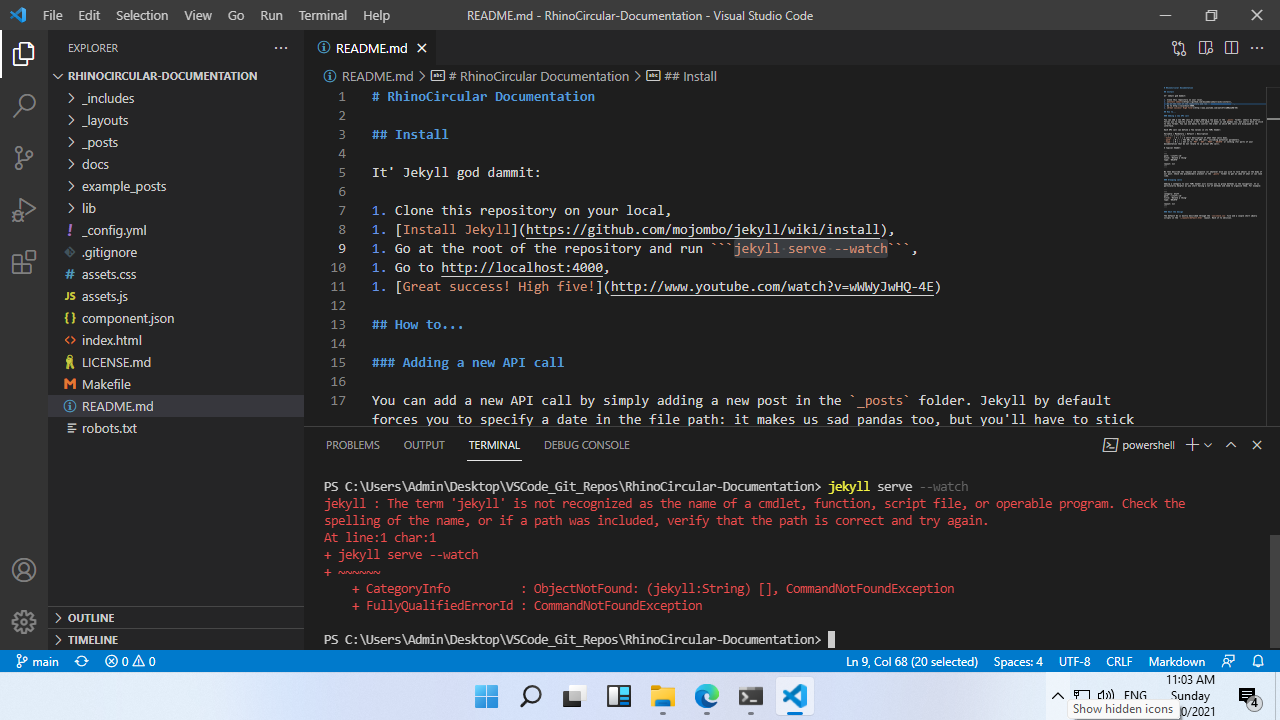 File Edit Selection View Go Run Terminal Help
README.md - RhinoCircular-Documentation - Visual Studio Code
EXPLORER
RHINOCIRCULAR-DOCUMENTATION
_includes
_layouts
_posts
docs
example_posts
lib
_config.yml
.gitignore
assets.css
assets.js
component.json
index.html
LICENSE.md
Makefile
README.md
robots.txt
OUTLINE
TIMELINE
README.md
README.md > # RhinoCircular Documentation > ## Install
1 # RhinoCircular Documentation
2
3 ## Install
4
5 It' Jekyll god dammit:
6
7 1. Clone this repository on your local,
8 1. [Install Jekyll](https://github.com/mojombo/jekyll/wiki/install),
9 1. Go at the root of the repository and run ```jekyll serve --watch```,
10 1. Go to http://localhost:4000,
11 1. [Great success! High five!](http://www.youtube.com/watch?v=wWWyJwHQ-4E)
12
13 ## How to...
14
15 ### Adding a new API call
16
17 You can add a new API call by simply adding a new post in the `_posts` folder. Jekyll by default
forces you to specify a date in the file path: it makes us sad pandas too, but you'll have to stick
PROBLEMS OUTPUT TERMINAL DEBUG CONSOLE
powershell
PS C:\Users\Admin\Desktop\VSCode_Git_Repos\RhinoCircular-Documentation> jekyll serve --watch
jekyll : The term 'jekyll' is not recognized as the name of a cmdlet, function, script file, or operable program. Check the
spelling of the name, or if a path was included, verify that the path is correct and try again.
At line:1 char:1
+ jekyll serve --watch
+ ~~~~~~
+ CategoryInfo : ObjectNotFound: (jekyll:String) [], CommandNotFoundException
+ FullyQualifiedErrorId : CommandNotFoundException
PS C:\Users\Admin\Desktop\VSCode_Git_Repos\RhinoCircular-Documentation>
main
0 0
Ln 9, Col 68 (20 selected)
Spaces: 4
UTF-8
CRLF
Markdown
ENG
11:03 AM
Sunday
0/2021
4
Show hidden icons